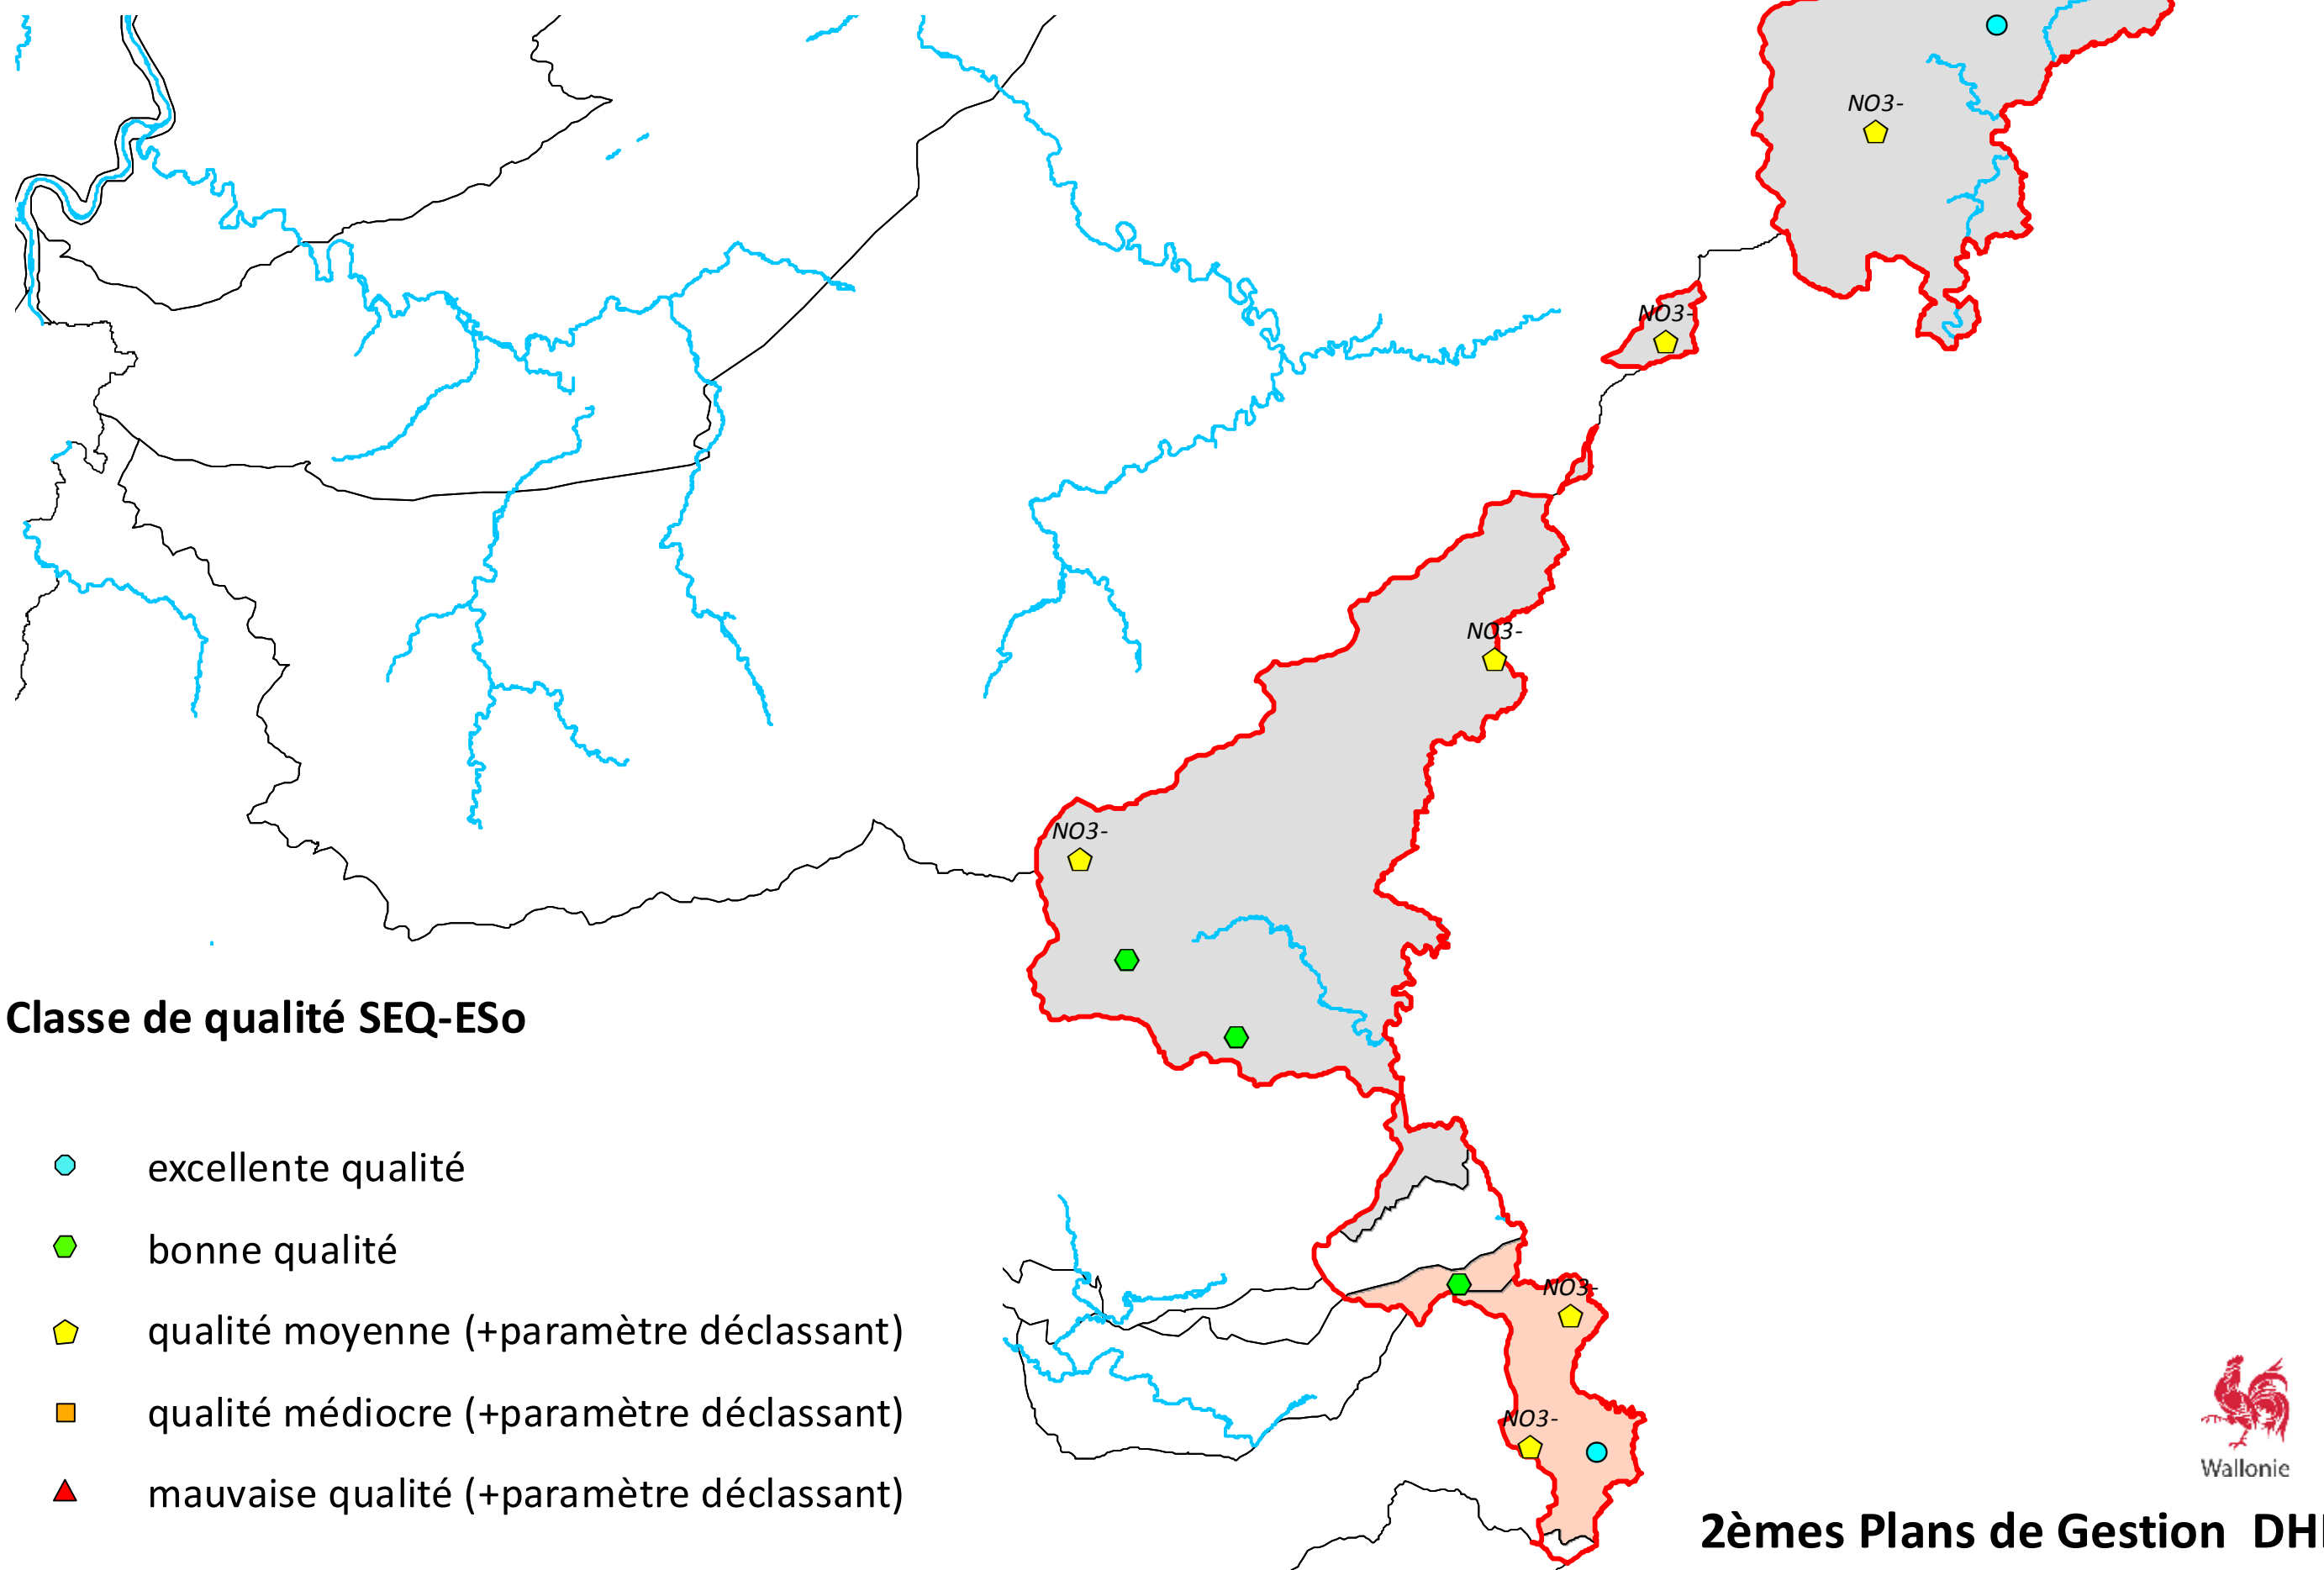 NO3-
NO3-
NO3-
NO3-
Classe de qualité SEQ-ESo
excellente qualité
bonne qualité
qualité moyenne (+paramètre déclassant)
qualité médiocre (+paramètre déclassant)
mauvaise qualité (+paramètre déclassant)
NO3-
NO3-
Wallonie
2èmes Plans de Gestion DH